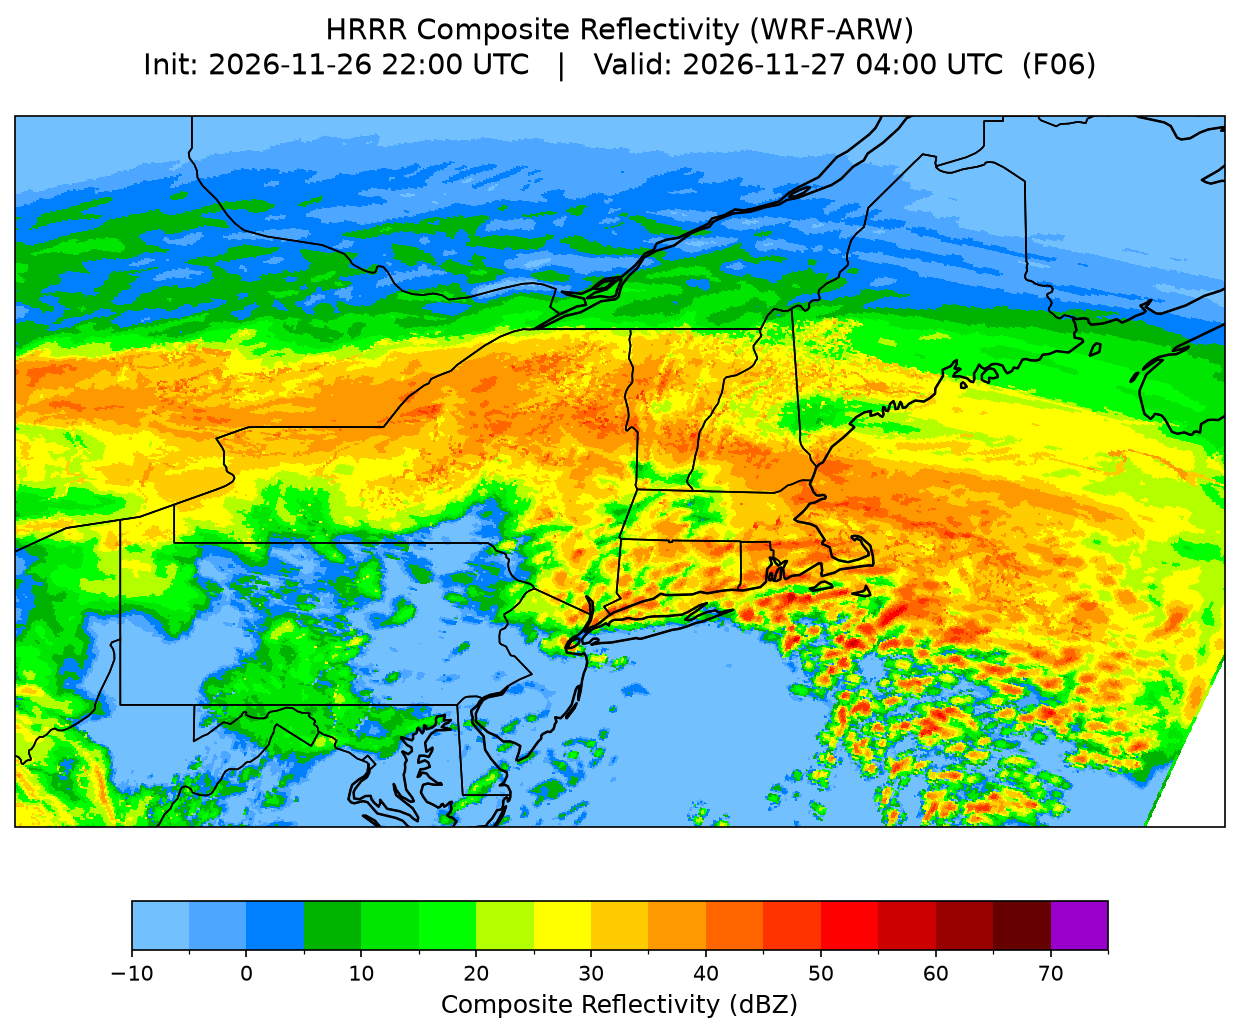 HRRR Composite Reflectivity (WRF-ARW)
Init: 2026-11-26 22:00 UTC | Valid: 2026-11-27 04:00 UTC (F06)
−10 0 10 20 30 40 50 60 70
Composite Reflectivity (dBZ)